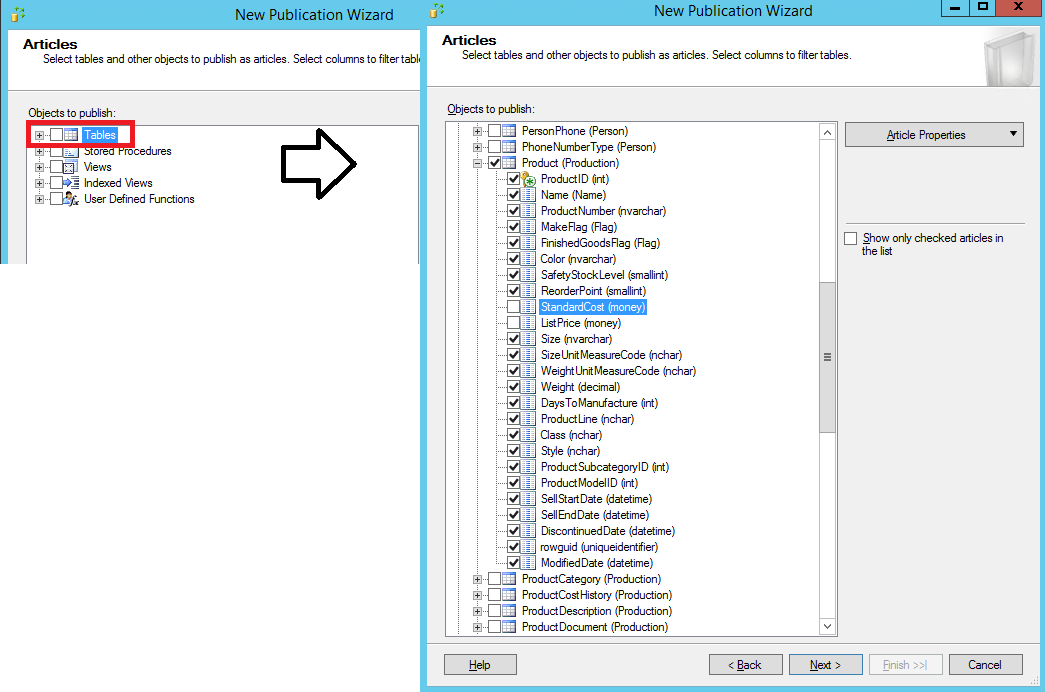 New Publication Wizard
Articles
Select tables and other objects to publish as articles. Select columns to filter table
Objects to publish:
Tables
Stored Procedures
Views
Indexed Views
User Defined Functions
New Publication Wizard
Articles
Select tables and other objects to publish as articles. Select columns to filter tables.
Objects to publish:
PersonPhone (Person)
PhoneNumberType (Person)
Product (Production)
ProductID (int)
Name (Name)
ProductNumber (nvarchar)
MakeFlag (Flag)
FinishedGoodsFlag (Flag)
Color (nvarchar)
SafetyStockLevel (smallint)
ReorderPoint (smallint)
StandardCost (money)
ListPrice (money)
Size (nvarchar)
SizeUnitMeasureCode (nchar)
WeightUnitMeasureCode (nchar)
Weight (decimal)
DaysToManufacture (int)
ProductLine (nchar)
Class (nchar)
Style (nchar)
ProductSubcategoryID (int)
ProductModelID (int)
SellStartDate (datetime)
SellEndDate (datetime)
DiscontinuedDate (datetime)
rowguid (uniqueidentifier)
ModifiedDate (datetime)
ProductCategory (Production)
ProductCostHistory (Production)
ProductDescription (Production)
ProductDocument (Production)
Article Properties
Show only checked articles in
the list
Help
< Back
Next >
Finish >>|
Cancel